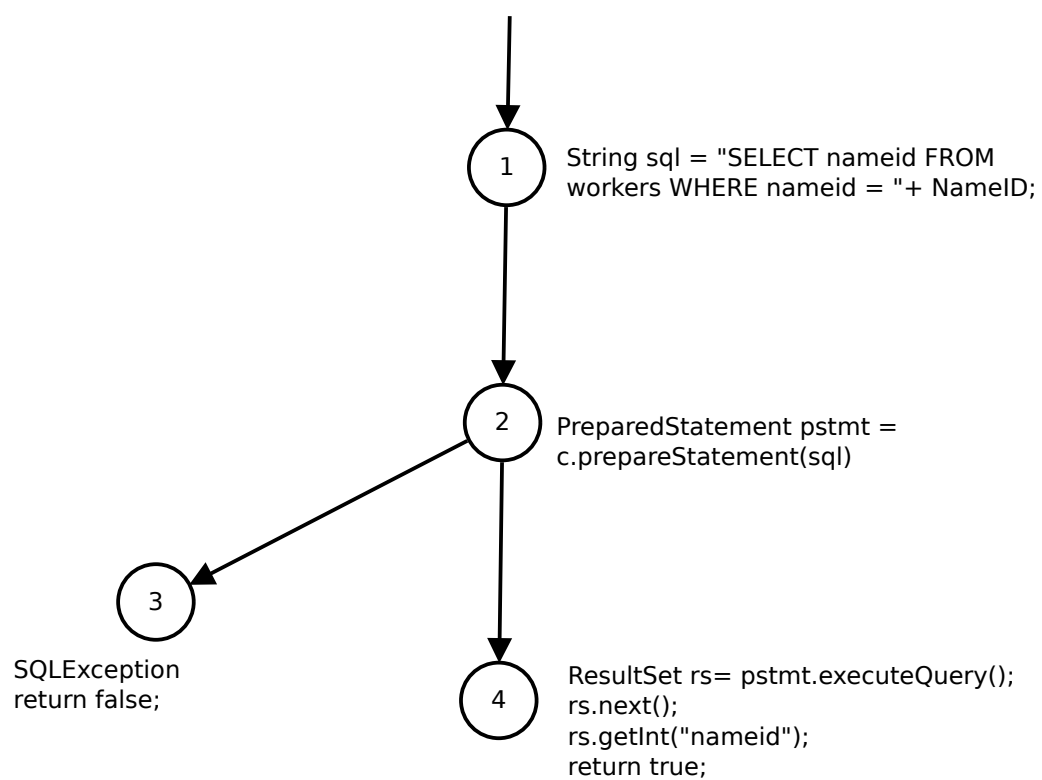 1
String sql = "SELECT nameid FROM
workers WHERE nameid = "+ NameID;
2
PreparedStatement pstmt =
c.prepareStatement(sql)
3
SQLException
return false;
4
ResultSet rs= pstmt.executeQuery();
rs.next();
rs.getInt("nameid");
return true;